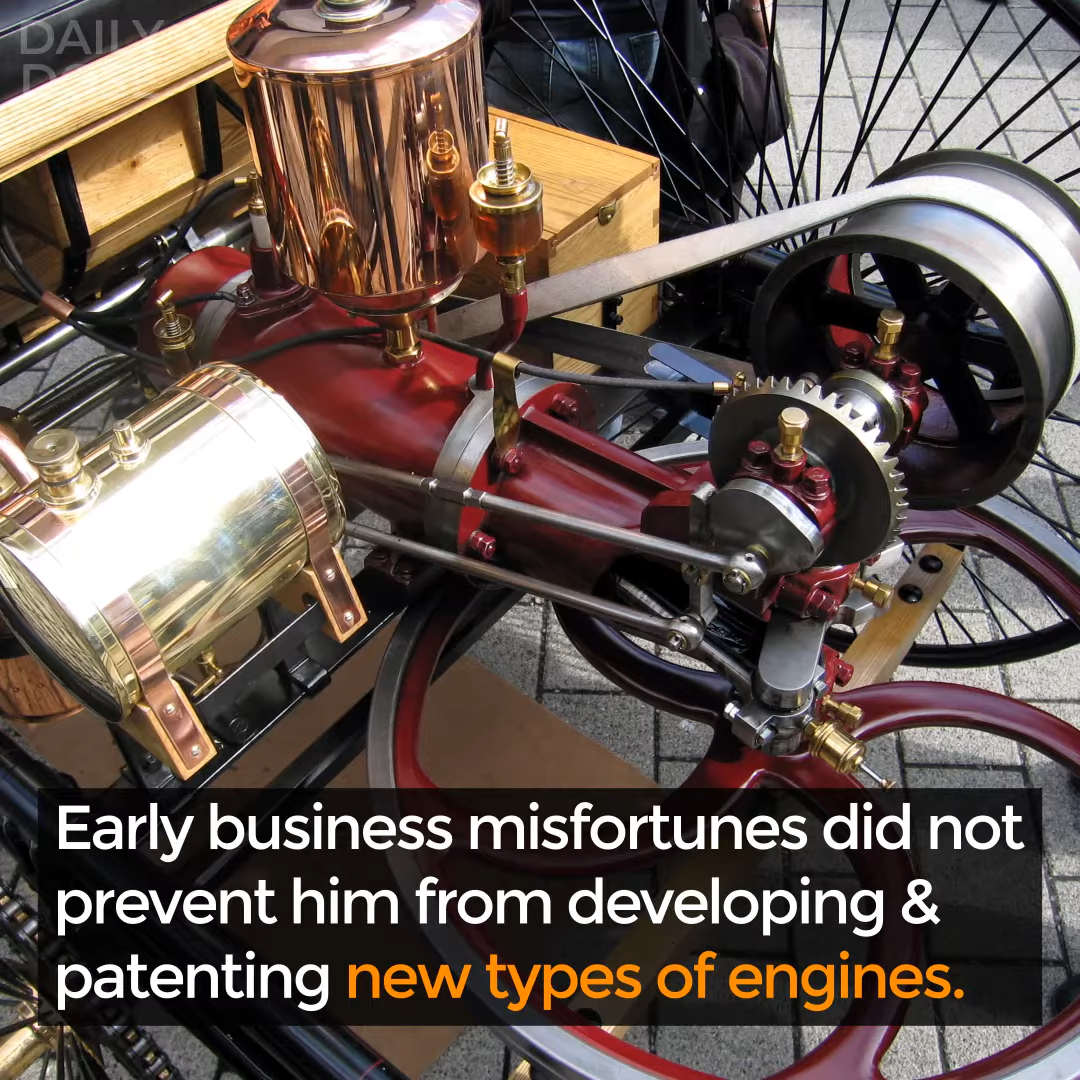 DAILY
Early business misfortunes did not
prevent him from developing &
patenting new types of engines.